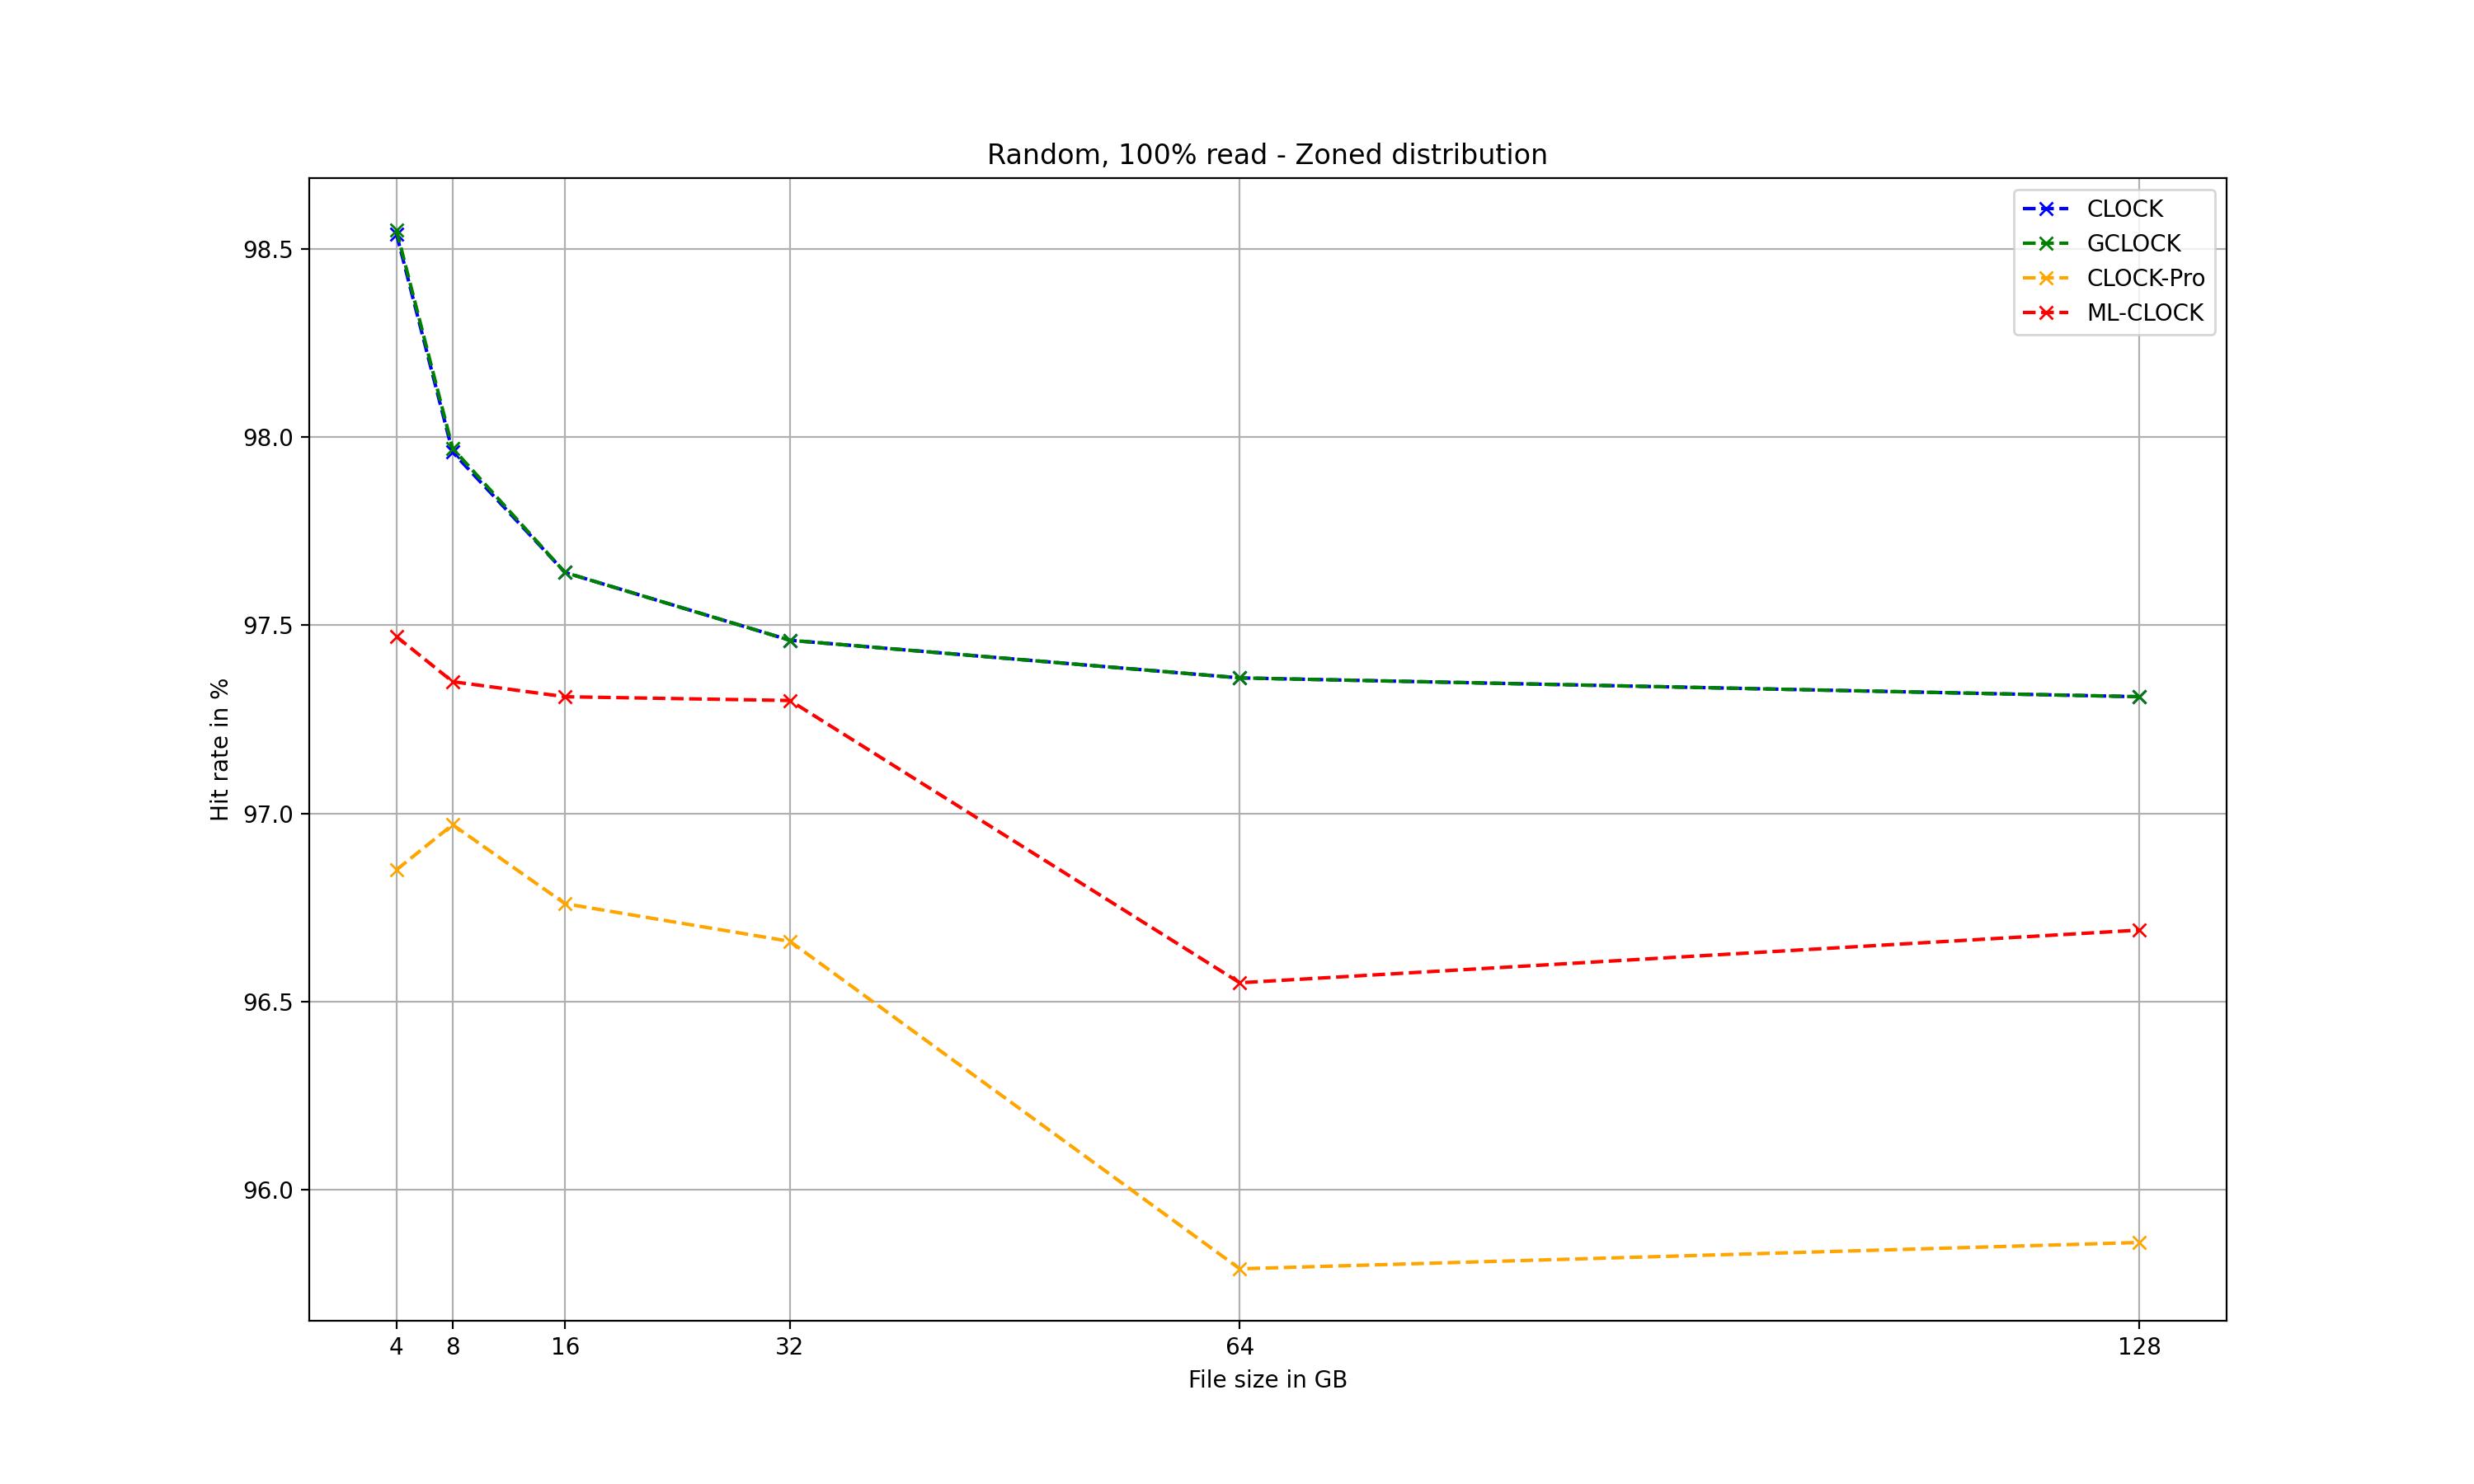 Random, 100% read - Zoned distribution
CLOCK
GCLOCK
CLOCK-Pro
ML-CLOCK
98.5
98.0
97.5
97.0
96.5
96.0
Hit rate in %
4 8 16 32 64 128
File size in GB